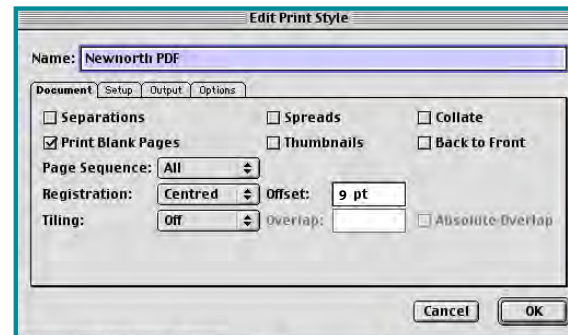 Edit Print Style
Name: Newnorth PDF
Document Setup Output Options
Separations Spreads Collate
Print Blank Pages Thumbnails Back to Front
Page Sequence: All
Registration: Centred Offset: 9 pt
Tiling: Off Overlap: Absolute Overlap
Cancel OK